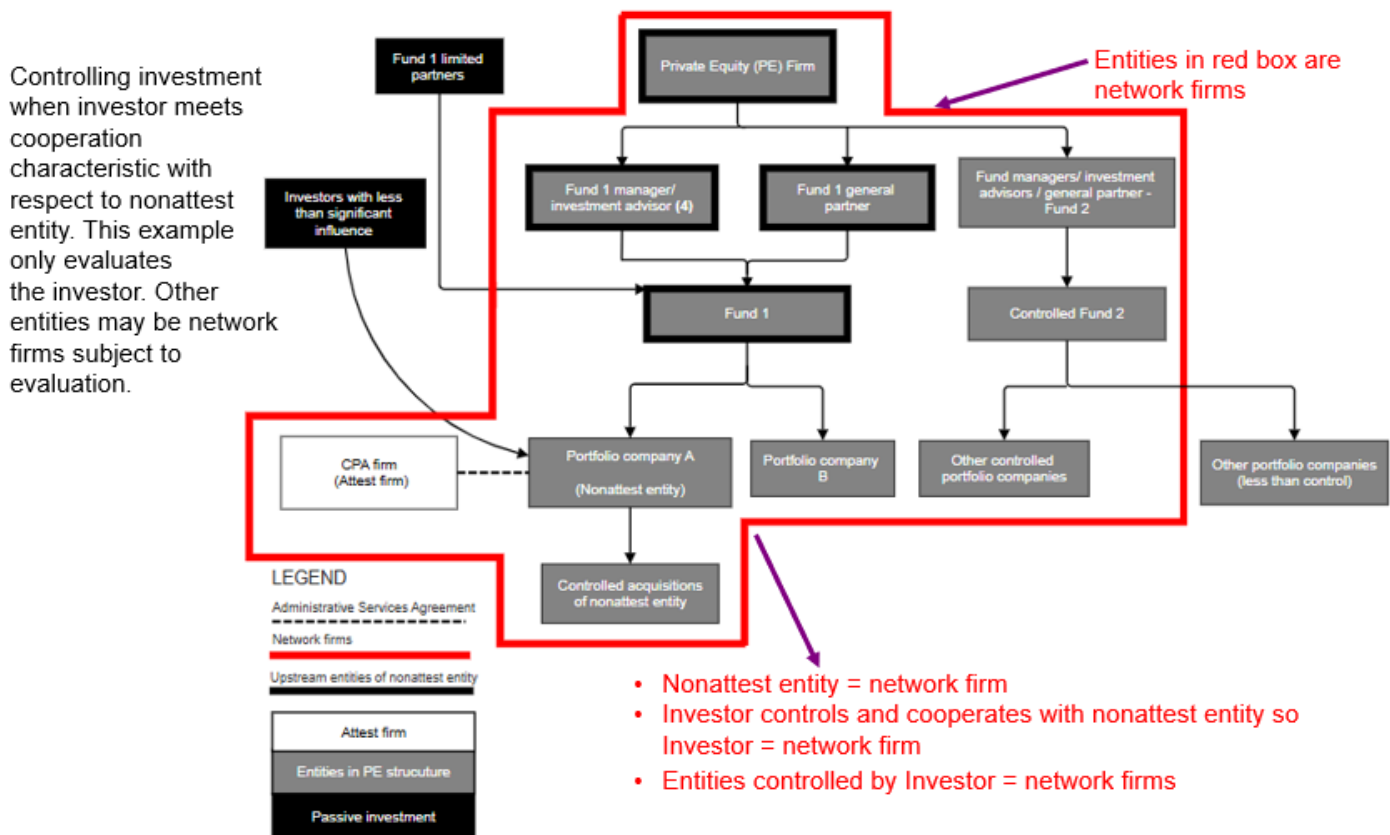 Controlling investment
when investor meets
cooperation
characteristic with
respect to nonattest
entity. This example
only evaluates
the investor. Other
entities may be network
firms subject to
evaluation.
Fund 1 limited
partners
Private Equity (PE) Firm
Entities in red box are
network firms
Investors with less
than significant
influence
Fund 1 manager/
investment advisor (4)
Fund 1 general
partner
Fund managers/ investment
advisors / general partner -
Fund 2
Fund 1
Controlled Fund 2
CPA firm
(Attest firm)
Portfolio company A
(Nonattest entity)
Portfolio company
B
Other controlled
portfolio companies
Other portfolio companies
(less than control)
Controlled acquisitions
of nonattest entity
LEGEND
Administrative Services Agreement
Network firms
Upstream entities of nonattest entity
Attest firm
Entities in PE strucuture
Passive investment
• Nonattest entity = network firm
• Investor controls and cooperates with nonattest entity so
Investor = network firm
• Entities controlled by Investor = network firms